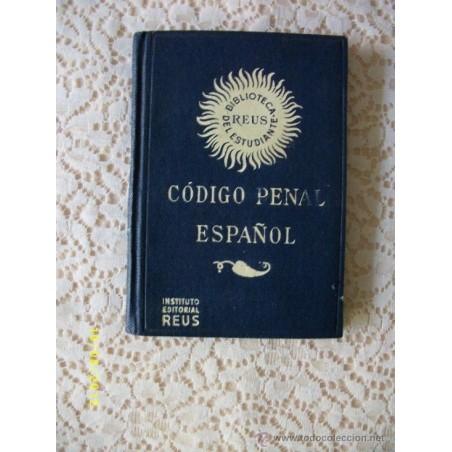 BIBLIOTECA
DEL ESTUDIANTE
REUS
CÓDIGO PENAL
ESPAÑOL
INSTITUTO
EDITORIAL
REUS
© www.todocoleccion.net